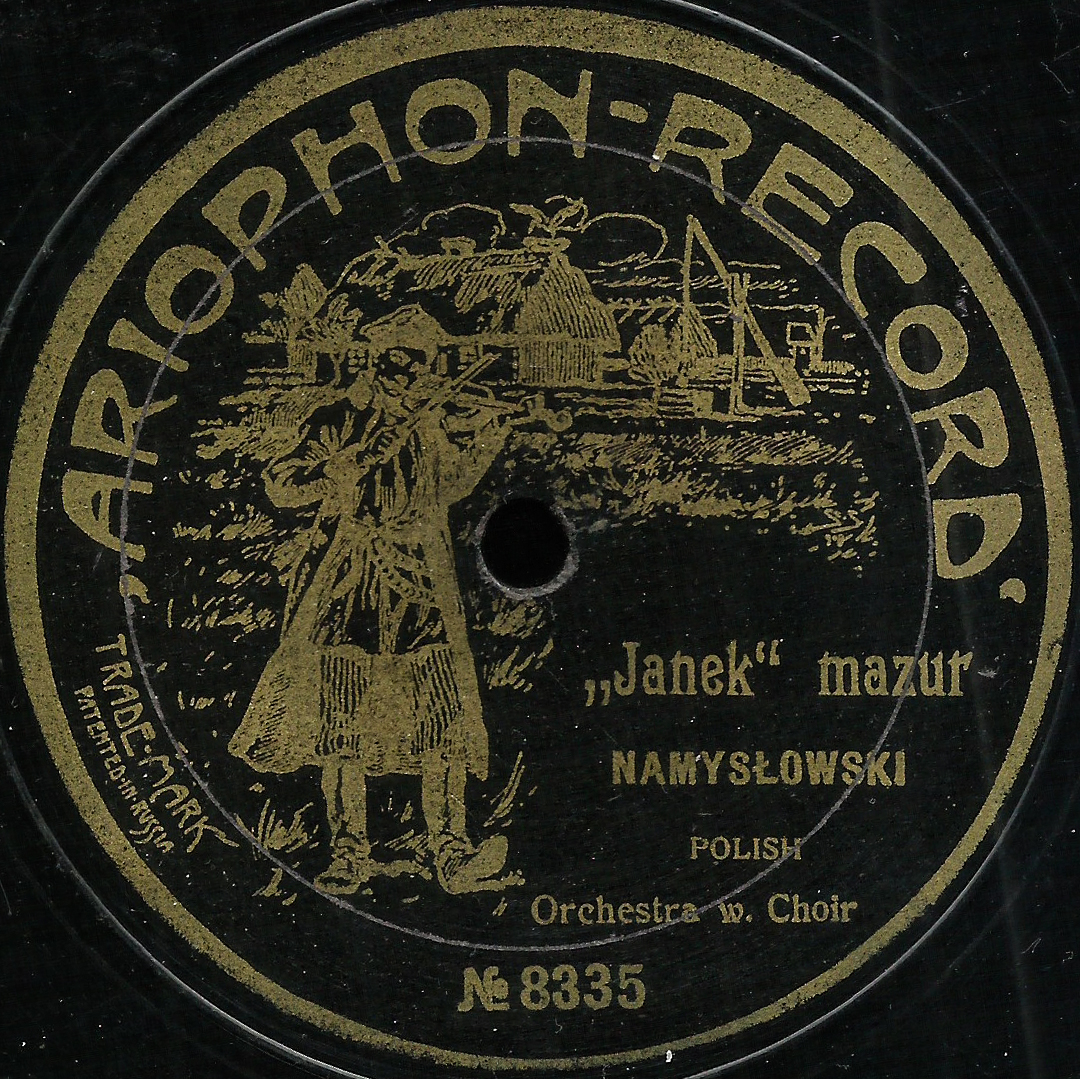 „ARIOPHON-RECORD“
TRADE-MARK
PATENTED-IN-RUSSIA
„Janek“ mazur
NAMYSŁOWSKI
POLISH
Orchestra w. Choir
№ 8335